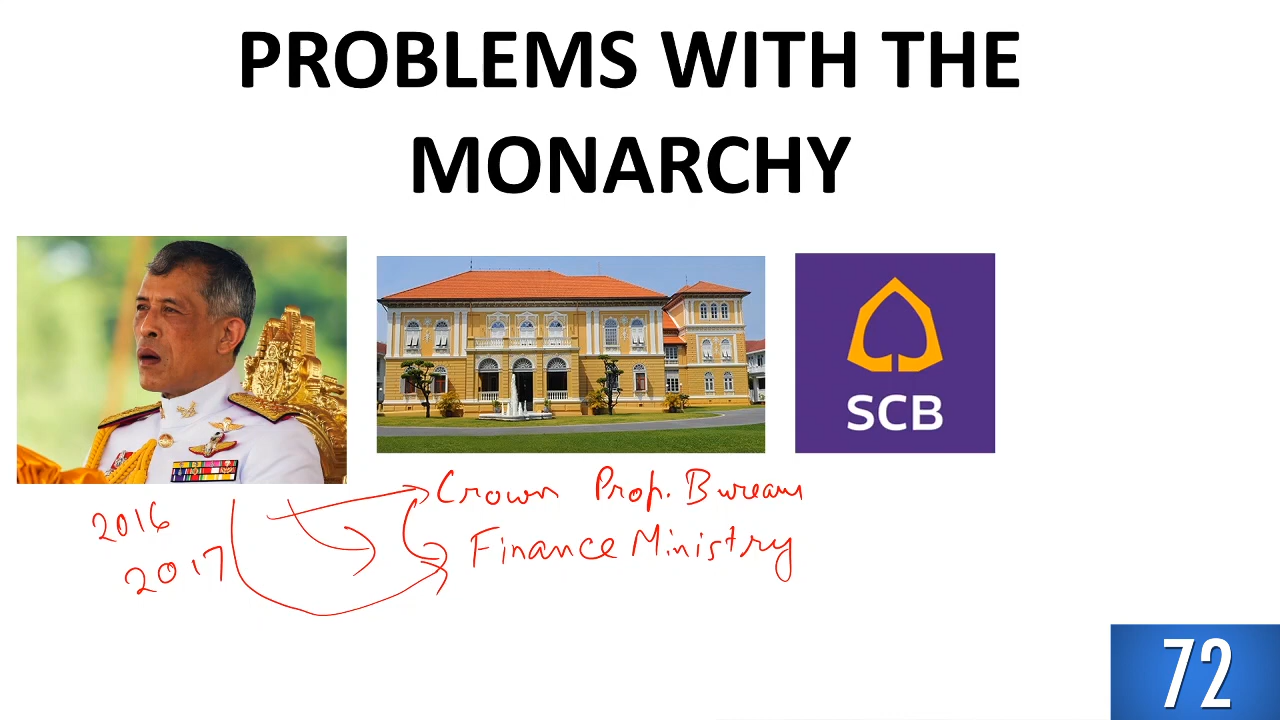 PROBLEMS WITH THE
MONARCHY
SCB
Crown Prop. Bureau
2016
Finance Ministry
2017
72